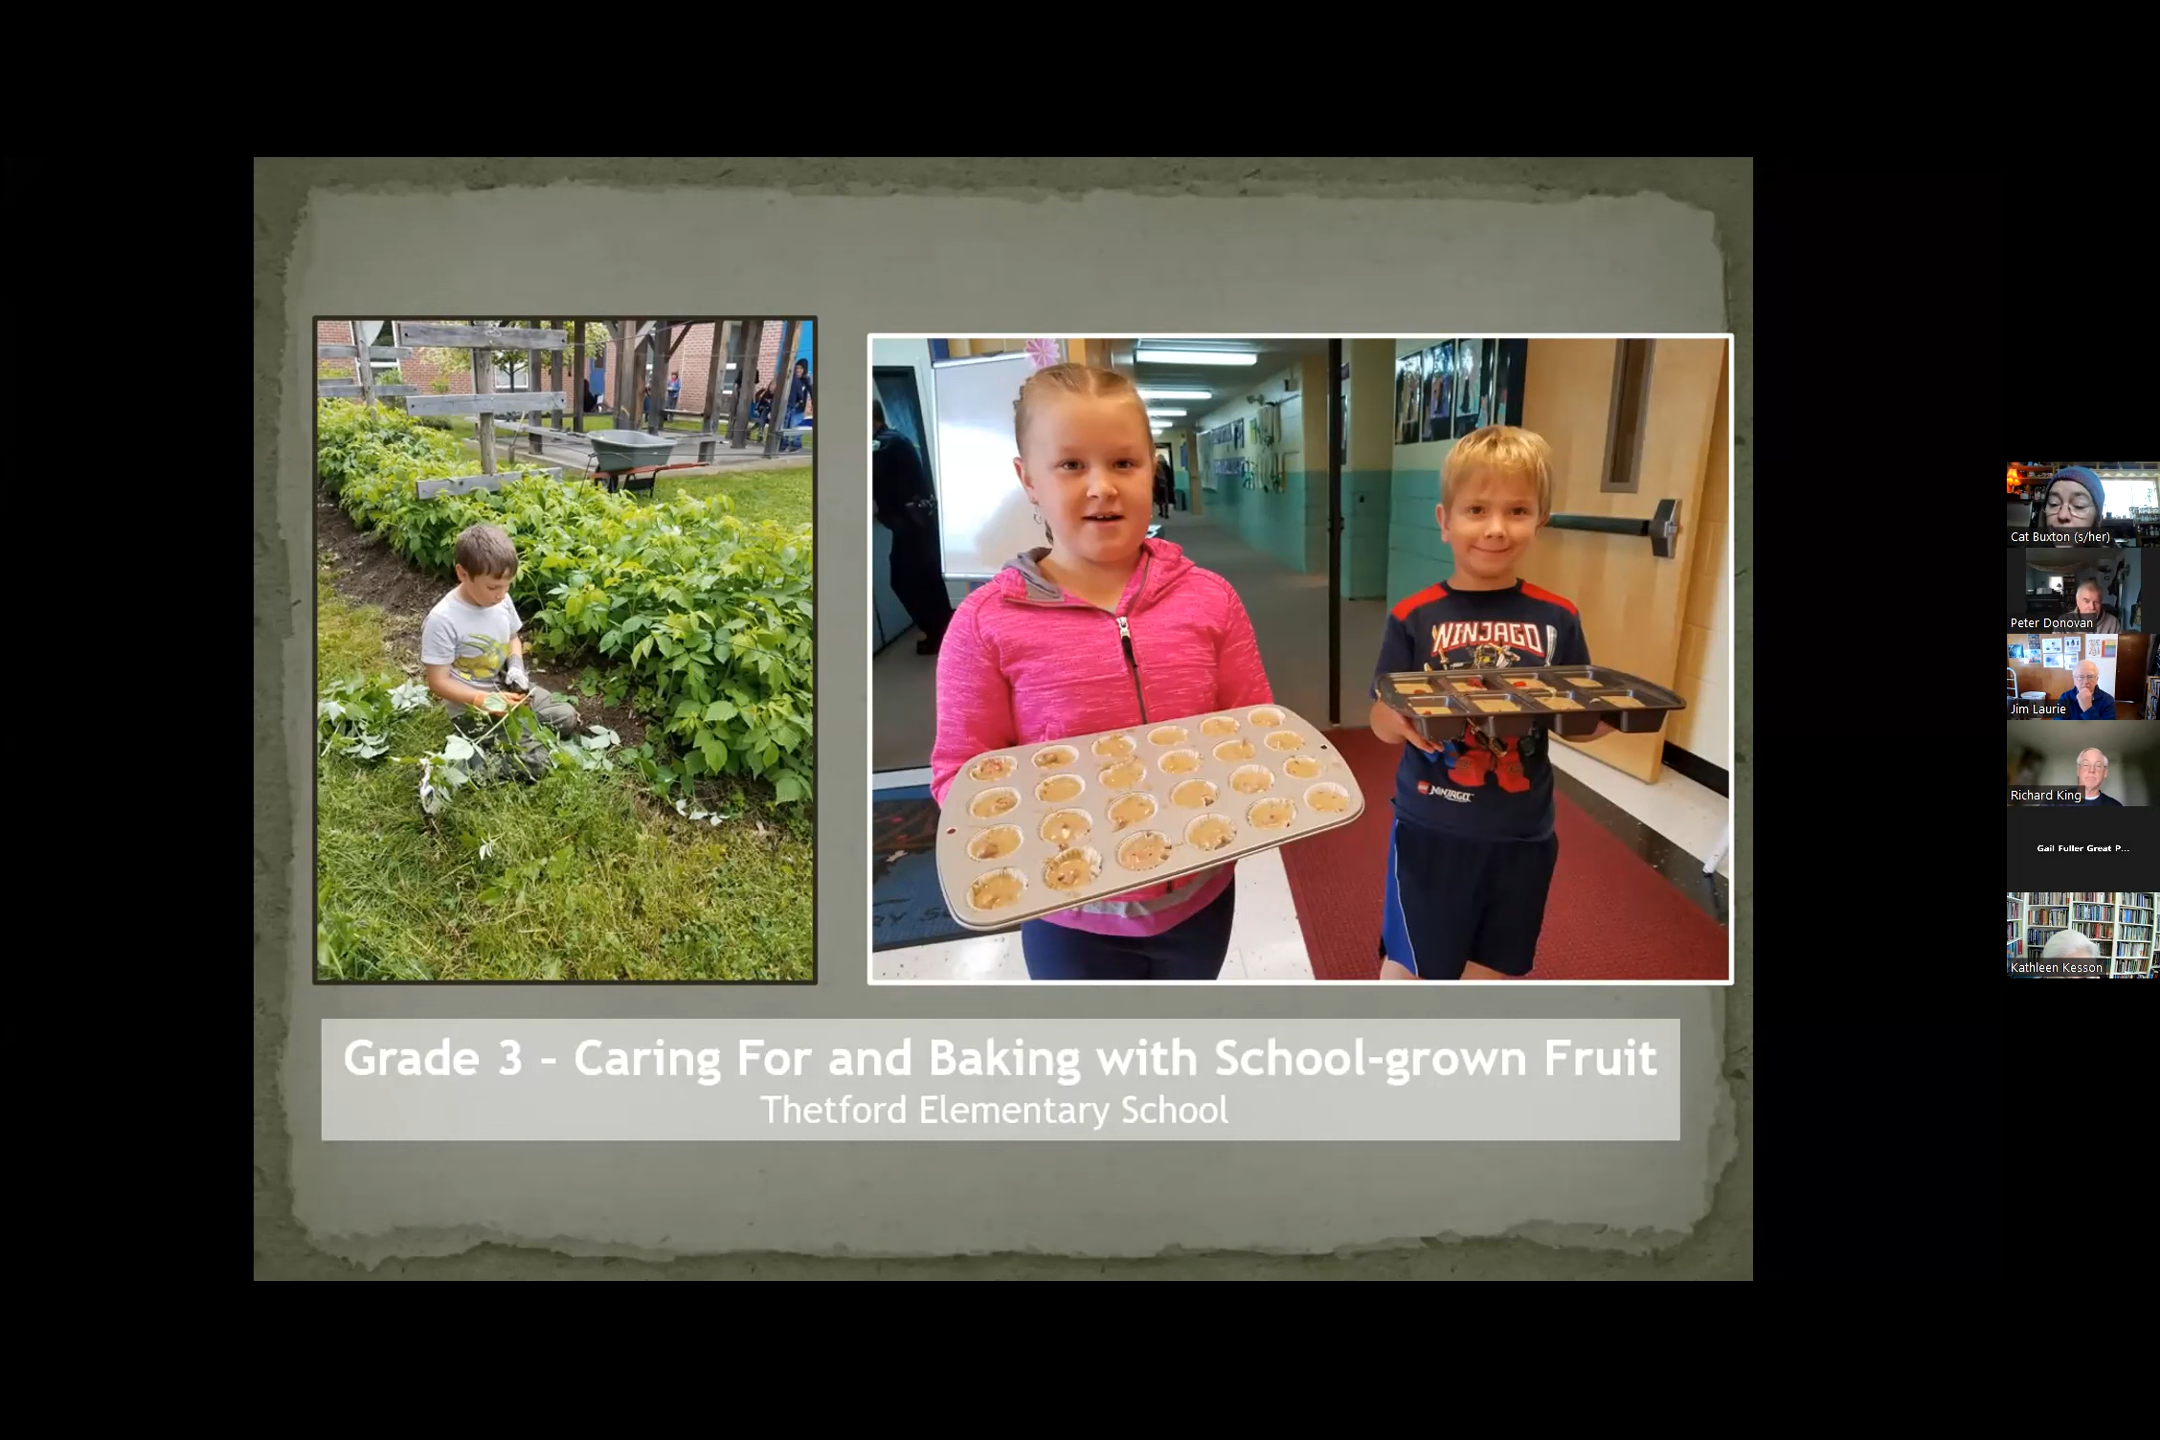 NINJAGO
NINJAGO
Grade 3 - Caring For and Baking with School-grown Fruit
Thetford Elementary School
Cat Buxton (s/her)
Peter Donovan
Jim Laurie
Richard King
Gail Fuller Great P...
Kathleen Kesson